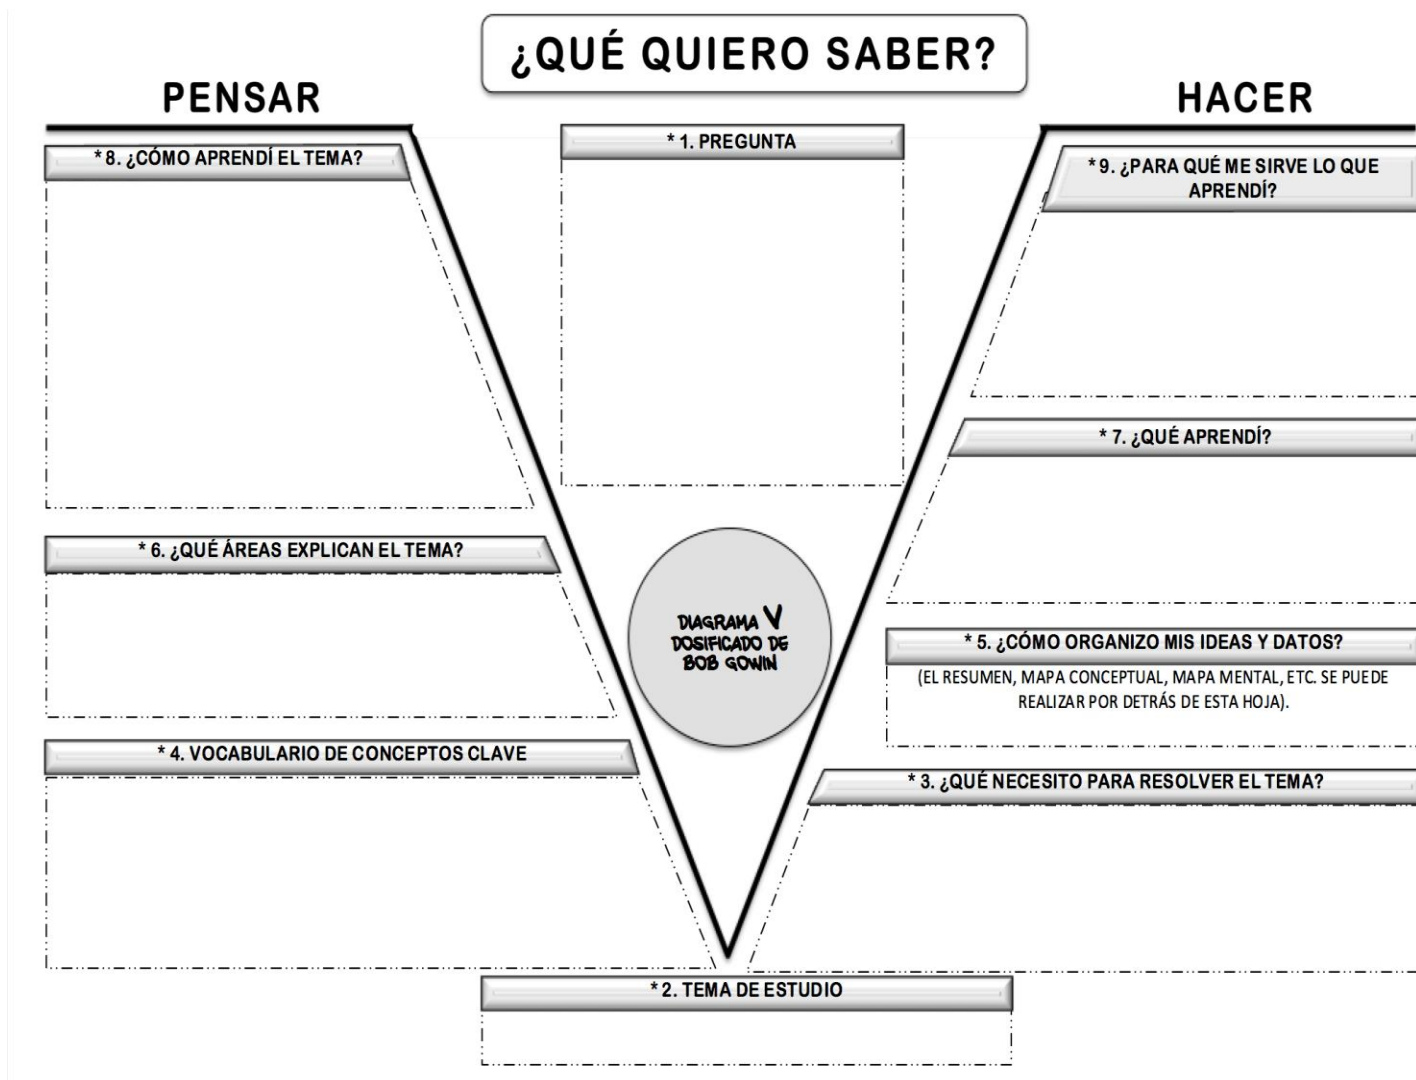 ¿QUÉ QUIERO SABER?
PENSAR
HACER
* 1. PREGUNTA
* 8. ¿CÓMO APRENDÍ EL TEMA?
* 9. ¿PARA QUÉ ME SIRVE LO QUE
APRENDÍ?
* 7. ¿QUÉ APRENDÍ?
* 6. ¿QUÉ ÁREAS EXPLICAN EL TEMA?
DIAGRAMA V
DOSIFICADO DE
BOB GOWIN
* 5. ¿CÓMO ORGANIZO MIS IDEAS Y DATOS?
(EL RESUMEN, MAPA CONCEPTUAL, MAPA MENTAL, ETC. SE PUEDE
REALIZAR POR DETRÁS DE ESTA HOJA).
* 4. VOCABULARIO DE CONCEPTOS CLAVE
* 3. ¿QUÉ NECESITO PARA RESOLVER EL TEMA?
* 2. TEMA DE ESTUDIO